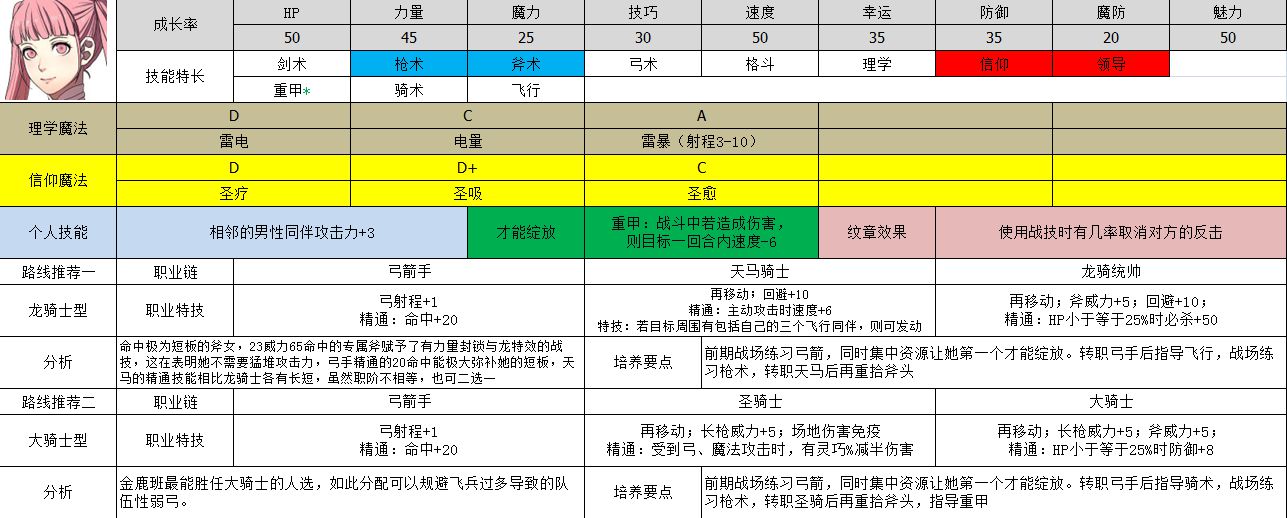 成长率 HP 力量 魔力 技巧 速度 幸运 防御 魔防 魅力
50 45 25 30 50 35 35 20 50
技能特长 剑术 枪术 斧术 弓术 格斗 理学 信仰 领导
重甲* 骑术 飞行
理学魔法 D C A
雷电 电量 雷暴（射程3-10）
信仰魔法 D D+ C
圣疗 圣吸 圣愈
个人技能 相邻的男性同伴攻击力+3 才能绽放 重甲：战斗中若造成伤害，
则目标一回合内速度-6
纹章效果 使用战技时有几率取消对方的反击
路线推荐一 职业链 弓箭手 天马骑士 龙骑统帅
龙骑士型 职业特技 弓射程+1
精通：命中+20
再移动；回避+10
精通：主动攻击时速度+6
特技：若目标周围有包括自己的三个飞行同伴，则可发动
再移动；斧威力+5；回避+10；
精通：HP小于等于25%时必杀+50
分析 命中极为短板的斧女，23威力65命中的专属斧赋予了有力量封锁与龙特效的战
技，这在表明她不需要猛堆攻击力，弓手精通的20命中能极大弥补她的短板，天
马的精通技能相比龙骑士各有长短，虽然职阶不相等，也可二选一
培养要点 前期战场练习弓箭，同时集中资源让她第一个才能绽放。转职弓手后指导飞行，战场练
习枪术，转职天马后再重拾斧头
路线推荐二 职业链 弓箭手 圣骑士 大骑士
大骑士型 职业特技 弓射程+1
精通：命中+20
再移动；长枪威力+5；场地伤害免疫
精通：受到弓、魔法攻击时，有灵巧%减半伤害
再移动；长枪威力+5；斧威力+5；
精通：HP小于等于25%时防御+8
分析 金鹿班最能胜任大骑士的人选，如此分配可以规避飞兵过多导致的队
伍性弱弓。
培养要点 前期战场练习弓箭，同时集中资源让她第一个才能绽放。转职弓手后指导骑术，战场练
习枪术，转职圣骑后再重拾斧头，指导重甲